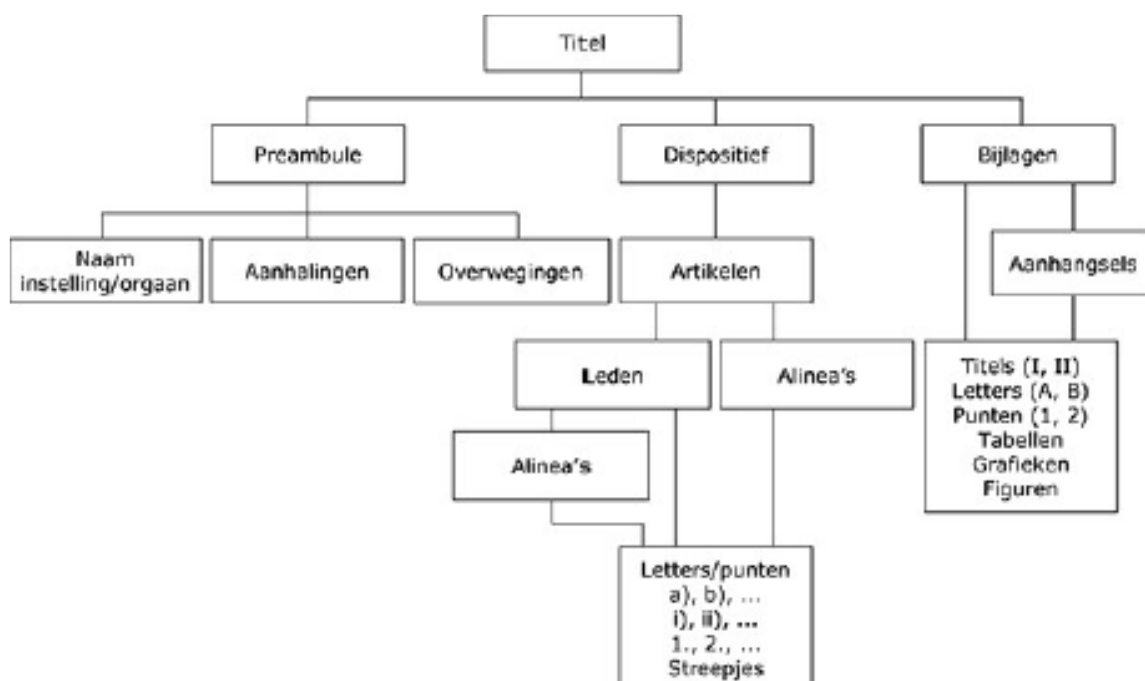 Titel
Preambule
Dispositief
Bijlagen
Naam
instelling/orgaan
Aanhalingen
Overwegingen
Artikelen
Aanhangsels
Leden
Alinea's
Alinea's
Titels (I, II)
Letters (A, B)
Punten (1, 2)
Tabellen
Grafieken
Figuren
Letters/punten
a), b), ...
i), ii), ...
1., 2., ...
Streepjes